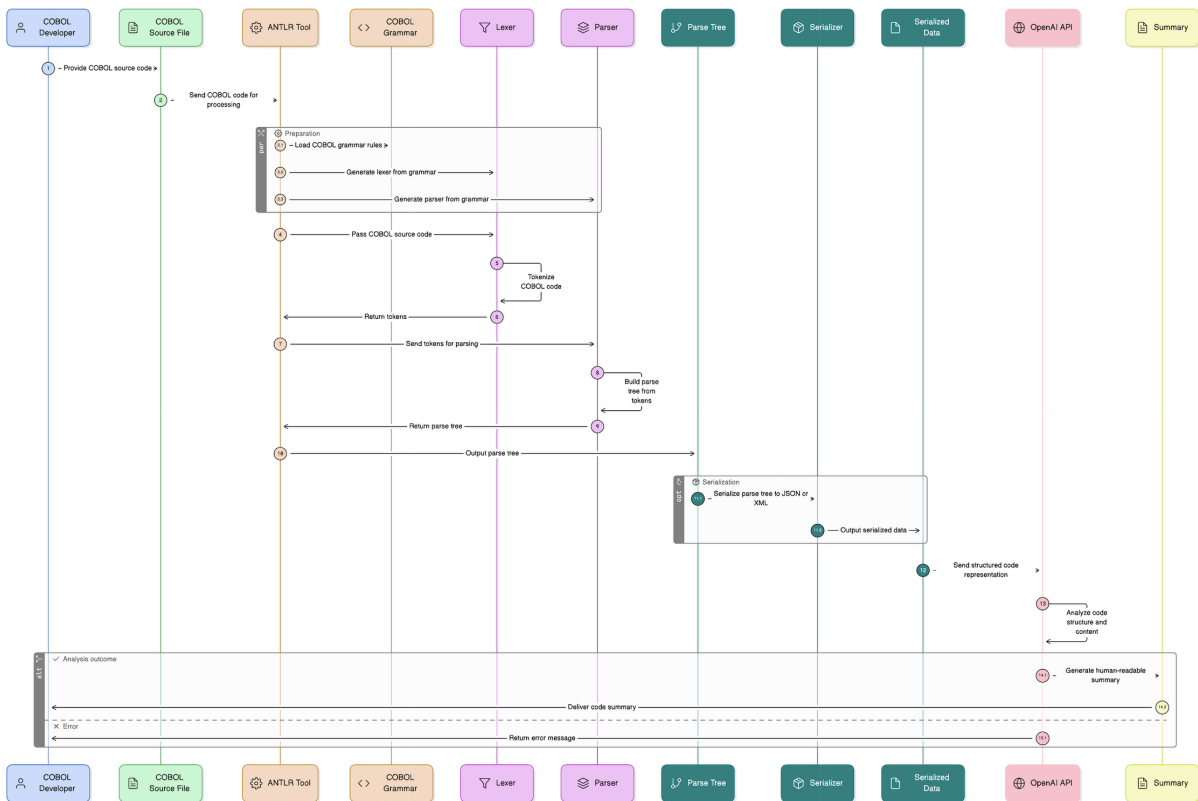 COBOL
Developer
COBOL
Source File
ANTLR Tool
COBOL
Grammar
Lexer
Parser
Parse Tree
Serializer
Serialized
Data
OpenAI API
Summary
1
Provide COBOL source code
2
Send COBOL code for
processing
par
Preparation
3.1
Load COBOL grammar rules
3.2
Generate lexer from grammar
3.3
Generate parser from grammar
4
Pass COBOL source code
5
Tokenize
COBOL code
6
Return tokens
7
Send tokens for parsing
8
Build parse
tree from
tokens
9
Return parse tree
10
Output parse tree
opt
Serialization
11.1
Serialize parse tree to JSON or
XML
11.2
Output serialized data
12
Send structured code
representation
13
Analyze code
structure and
content
alt
Analysis outcome
14.1
Generate human-readable
summary
14.2
Deliver code summary
Error
15.1
Return error message
COBOL
Developer
COBOL
Source File
ANTLR Tool
COBOL
Grammar
Lexer
Parser
Parse Tree
Serializer
Serialized
Data
OpenAI API
Summary